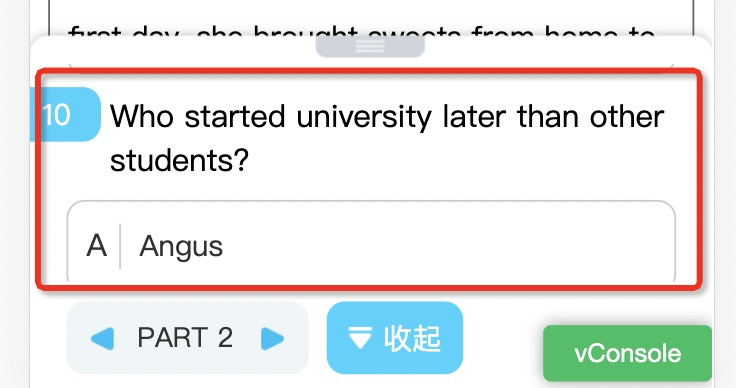 first day, she brought sweets from home to
10 Who started university later than other
students?
A Angus
PART 2
收起
vConsole